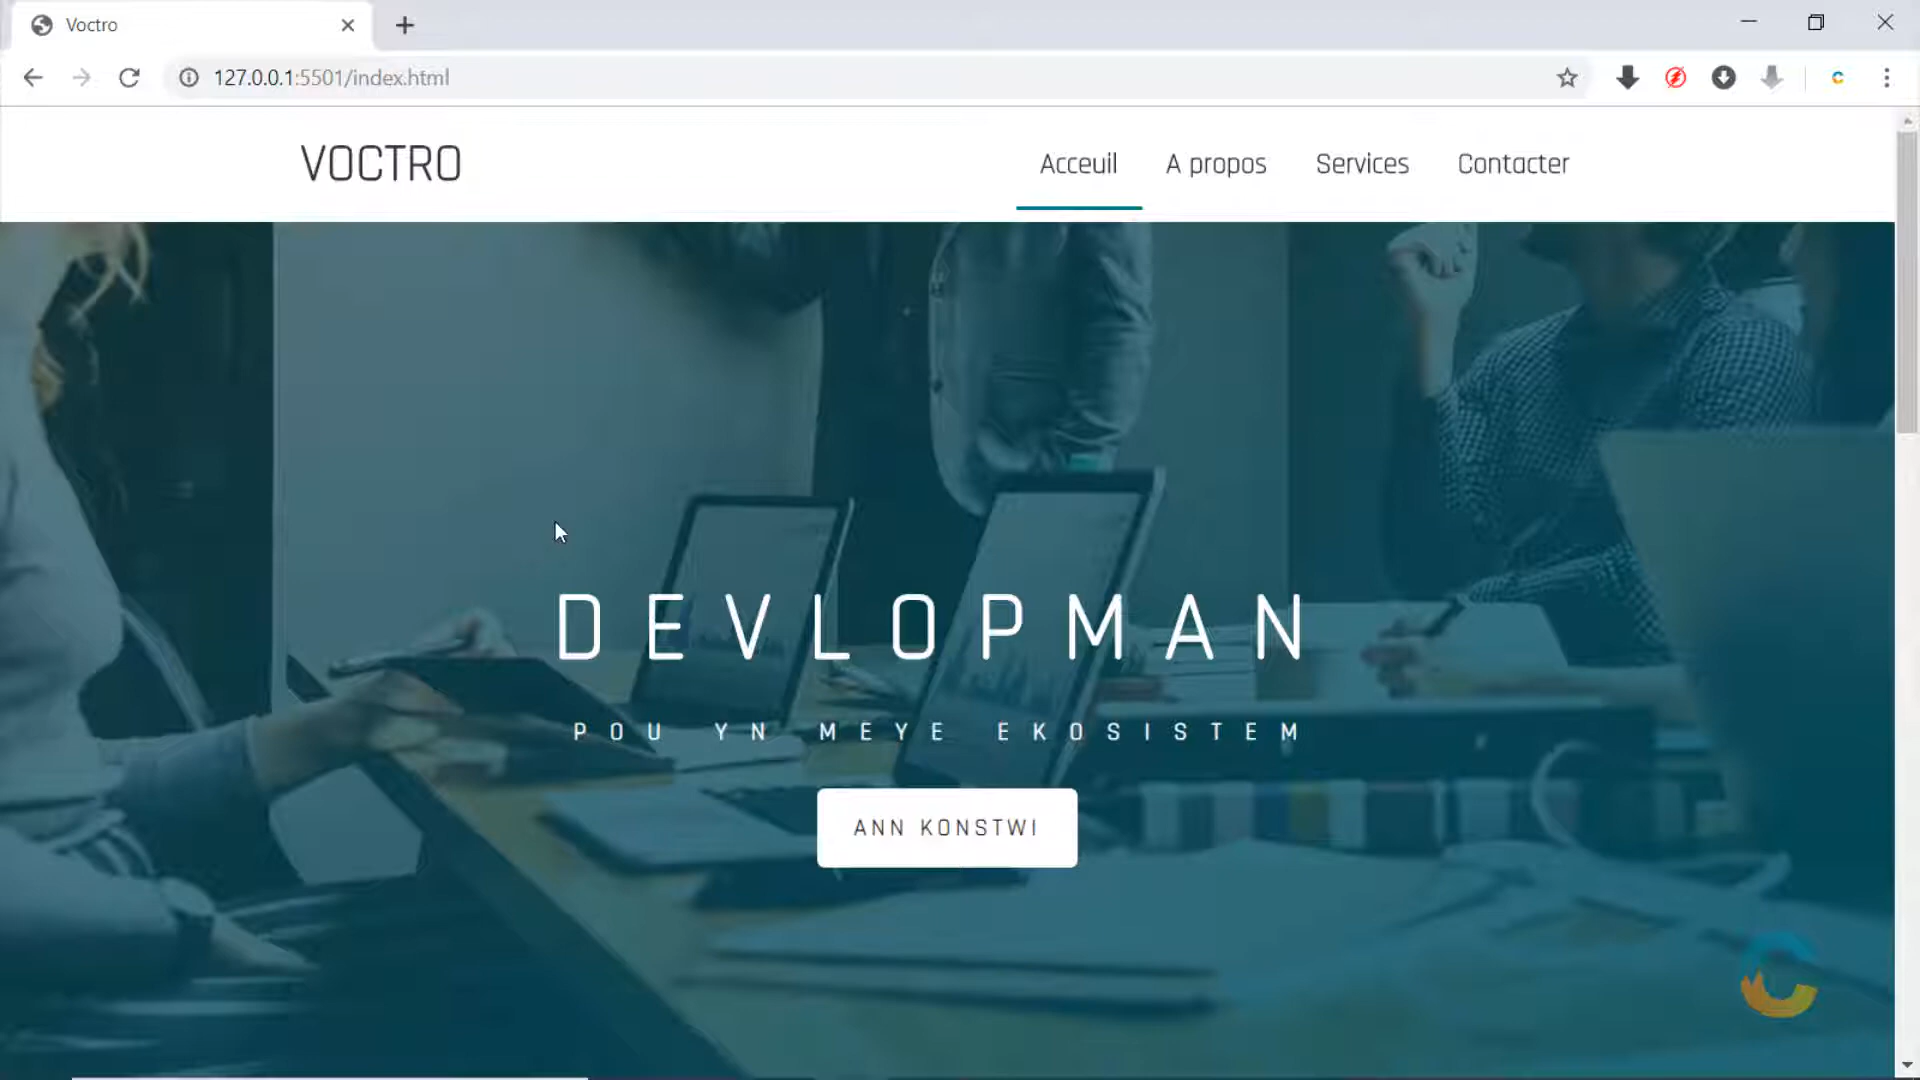 Voctro
127.0.0.1:5501/index.html
VOCTRO
Acceuil A propos Services Contacter
DEVLOPMAN
POU YN MEYE EKOSISTEM
ANN KONSTWI